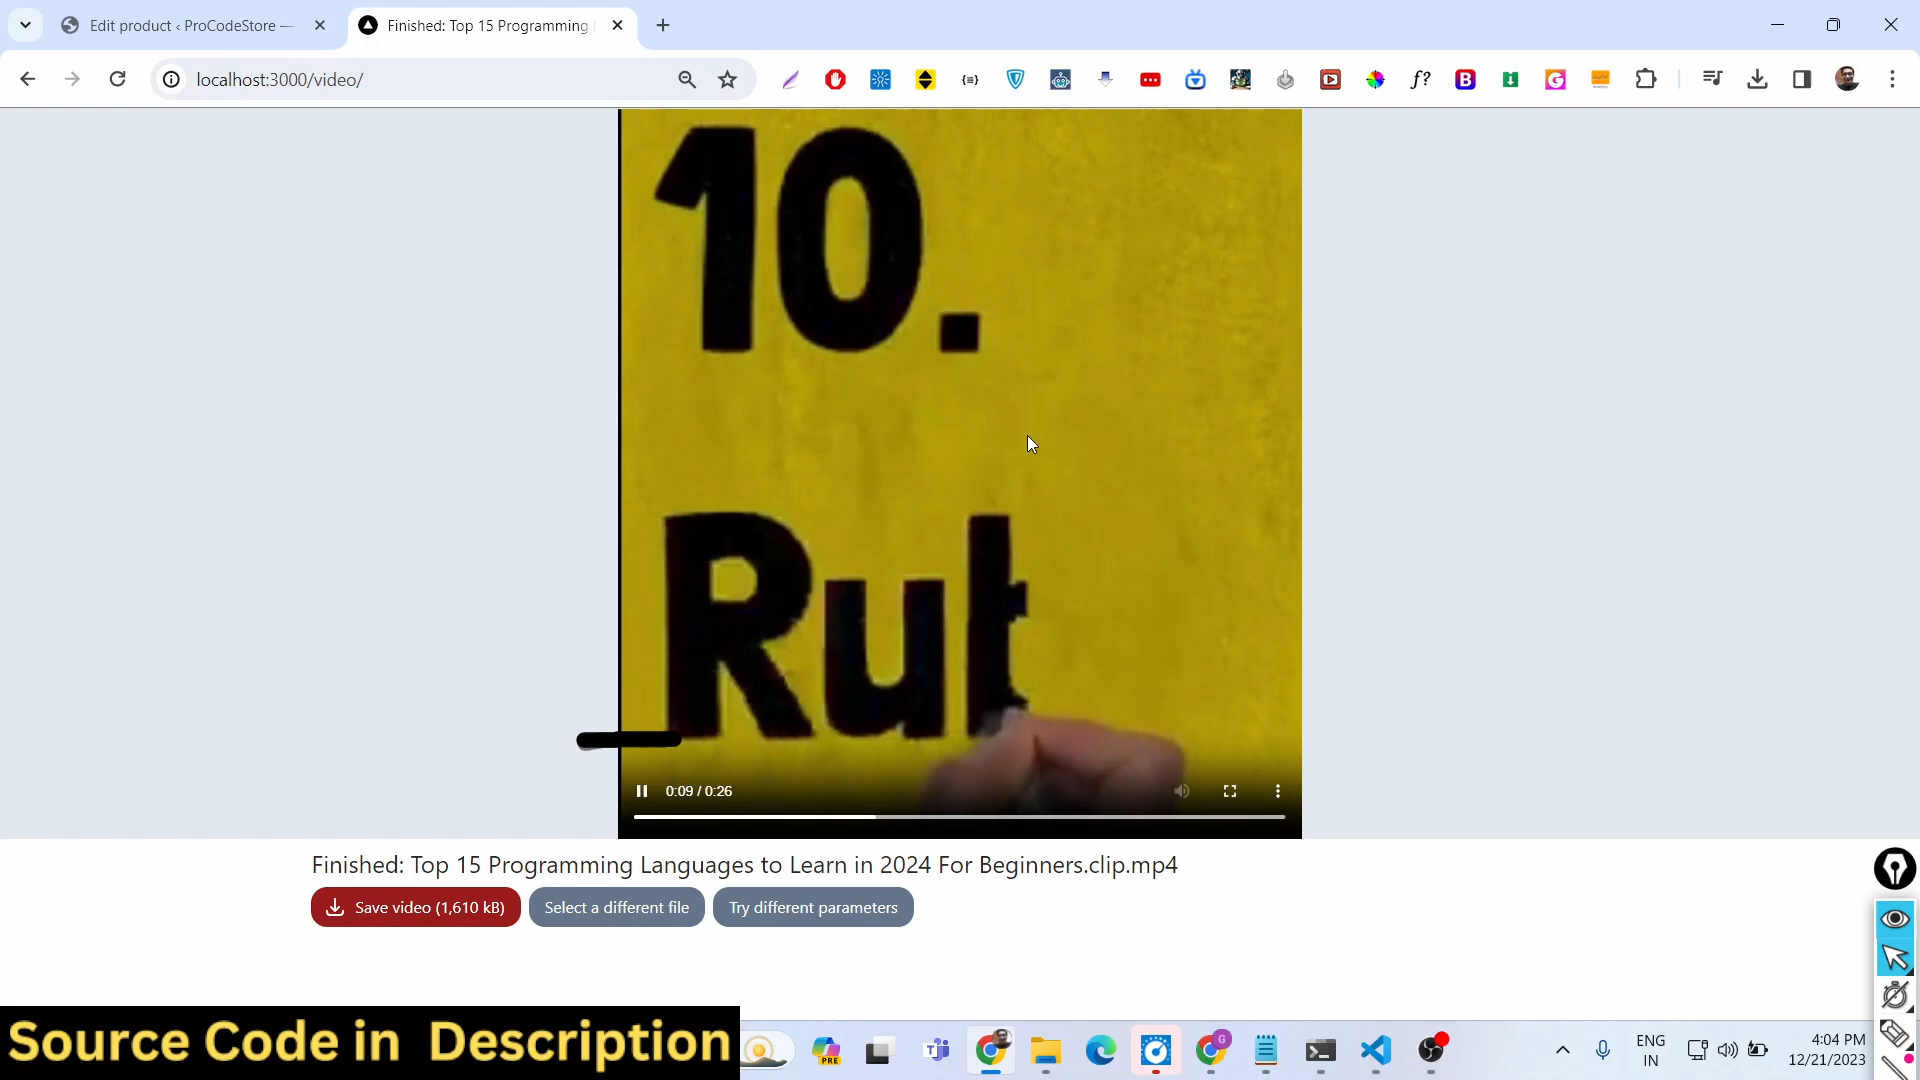 Edit product ‹ ProCodeStore —
Finished: Top 15 Programming
localhost:3000/video/
10.
Ru
0:09 / 0:26
Finished: Top 15 Programming Languages to Learn in 2024 For Beginners.clip.mp4
Save video (1,610 kB)
Select a different file
Try different parameters
Source Code in Description
PRE
ENG
IN
4:04 PM
12/21/2023